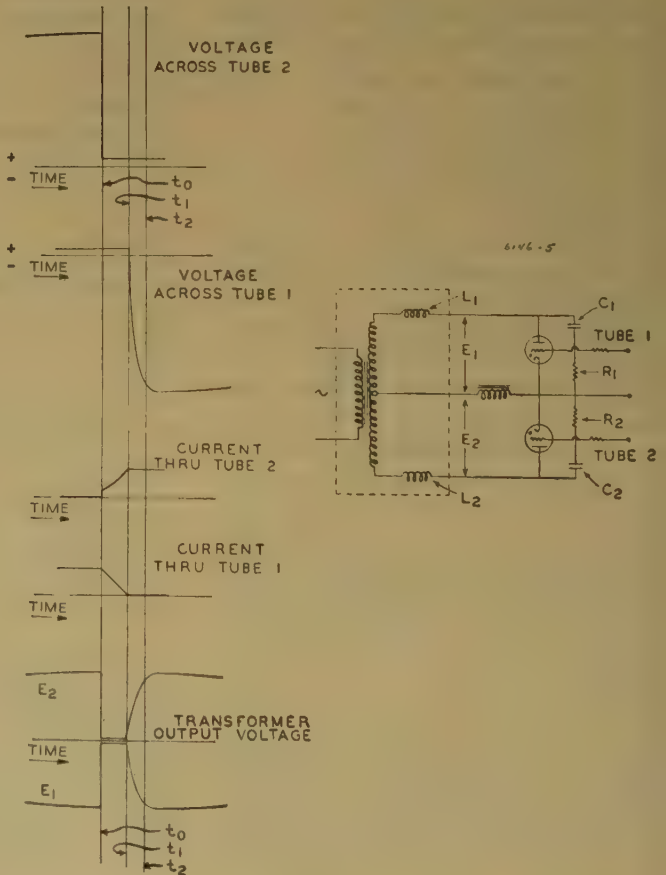 VOLTAGE
ACROSS TUBE 2
+
-
TIME
t0
t1
t2
+
-
TIME
VOLTAGE
ACROSS TUBE 1
CURRENT
THRU TUBE 2
TIME
CURRENT
THRU TUBE 1
TIME
E2
TRANSFORMER
OUTPUT VOLTAGE
TIME
E1
t0
t1
t2
6146-5
L1
C1
TUBE 1
E1
R1
~
E2
R2
TUBE 2
L2
C2